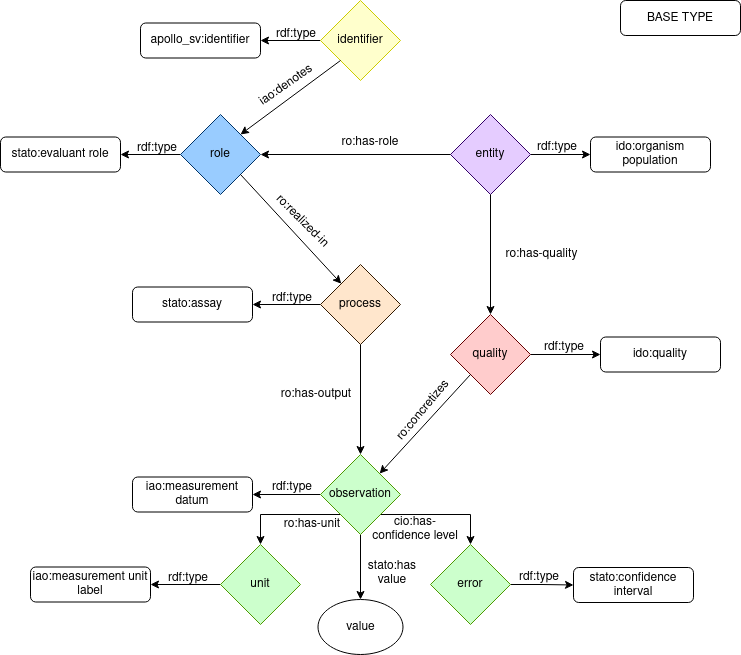 BASE TYPE
apollo_sv:identifier
rdf:type
identifier
iao:denotes
stato:evaluant role
rdf:type
role
ro:has-role
entity
rdf:type
ido:organism
population
ro:realized-in
ro:has-quality
stato:assay
rdf:type
process
quality
rdf:type
ido:quality
ro:has-output
ro:concretizes
iao:measurement
datum
rdf:type
observation
ro:has-unit
cio:has-
confidence level
iao:measurement unit
label
rdf:type
unit
stato:has
value
error
rdf:type
stato:confidence
interval
value